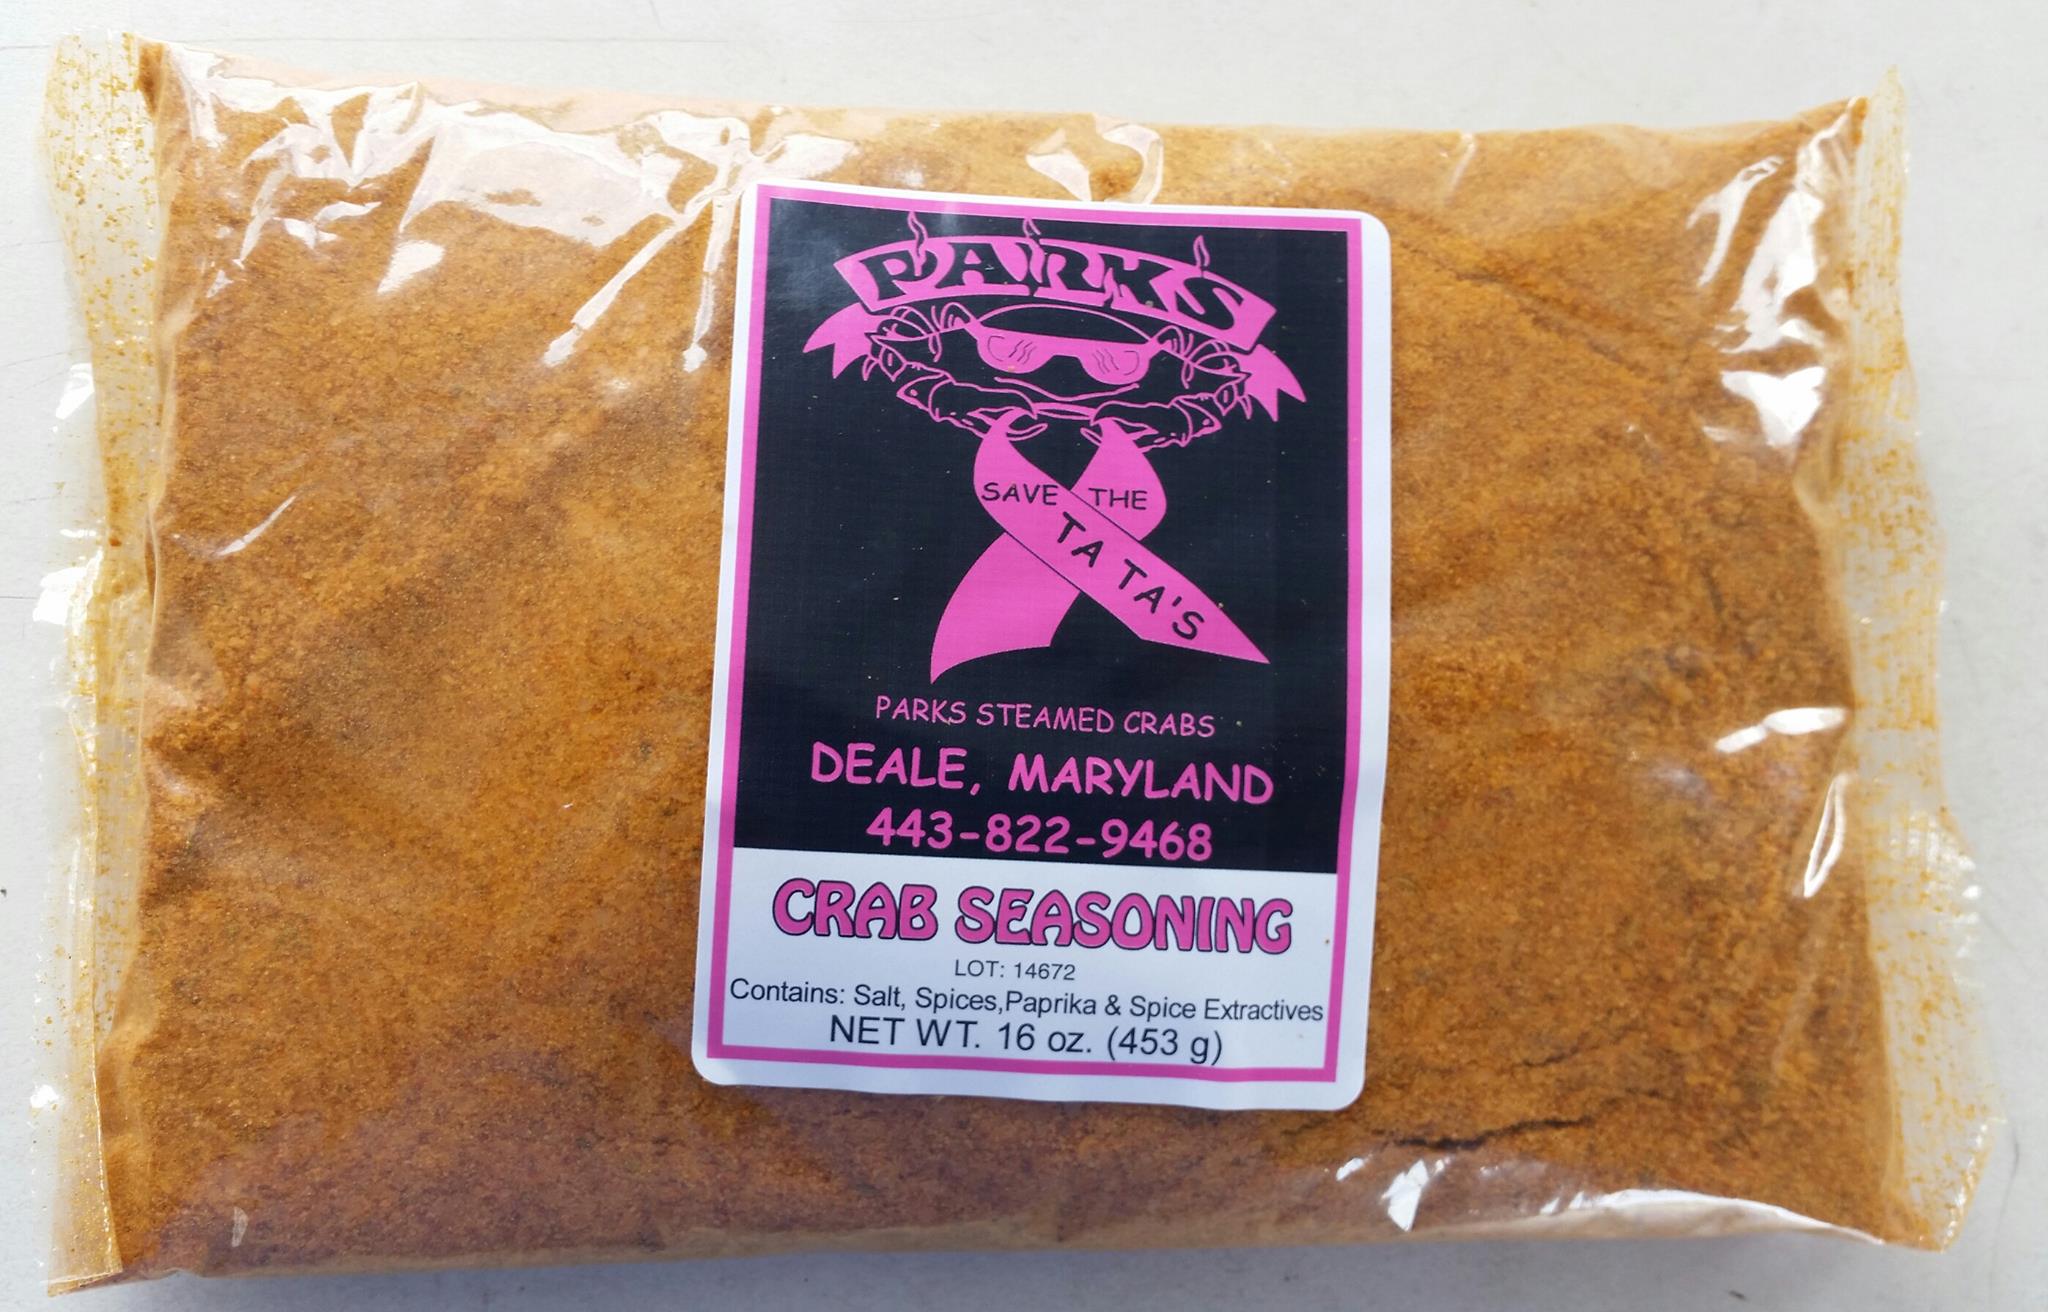 PARKS
SAVE THE
TA TA'S
PARKS STEAMED CRABS
DEALE, MARYLAND
443-822-9468
CRAB SEASONING
LOT: 14672
Contains: Salt, Spices,Paprika & Spice Extractives
NET WT. 16 oz. (453 g)